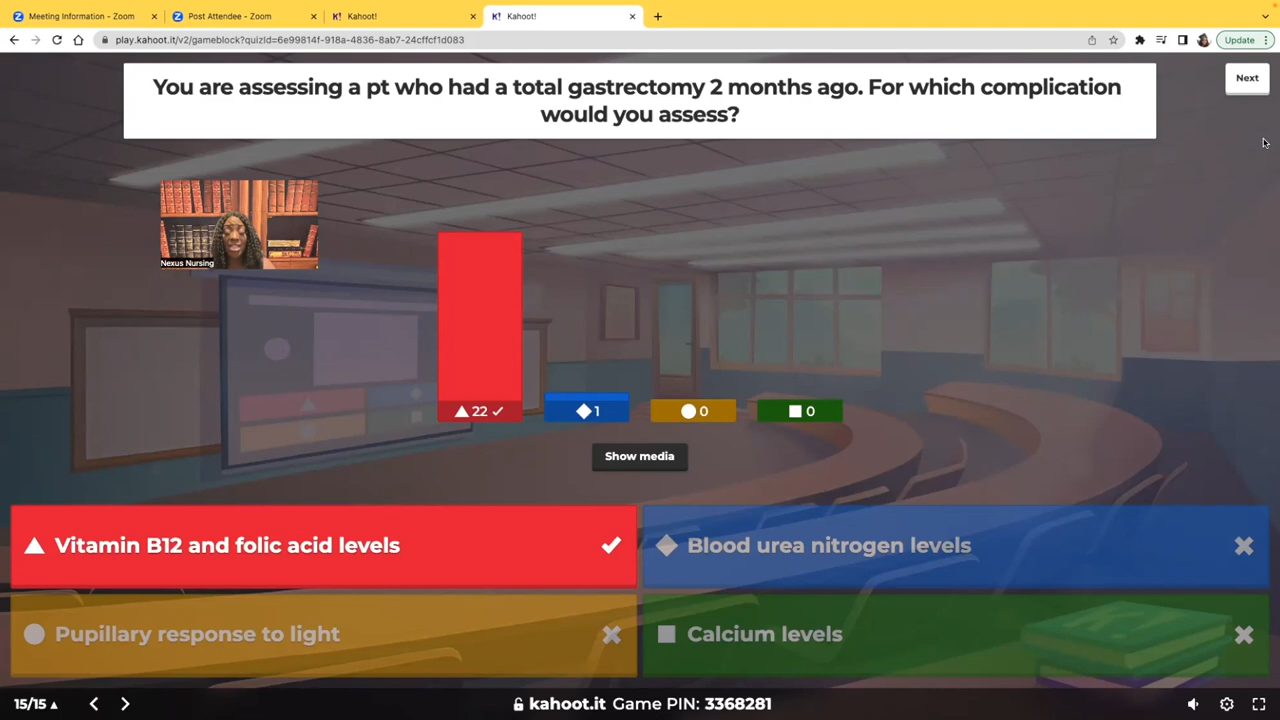 Meeting Information - Zoom
Post Attendee - Zoom
K! Kahoot!
K! Kahoot!
play.kahoot.it/v2/gameblock?quizId=6e99814f-918a-4836-8ab7-24cffcf1d083
Update
You are assessing a pt who had a total gastrectomy 2 months ago. For which complication
would you assess?
Next
Nexus Nursing
22
1
0
0
Show media
Vitamin B12 and folic acid levels
Blood urea nitrogen levels
Pupillary response to light
Calcium levels
15/15
kahoot.it Game PIN: 3368281